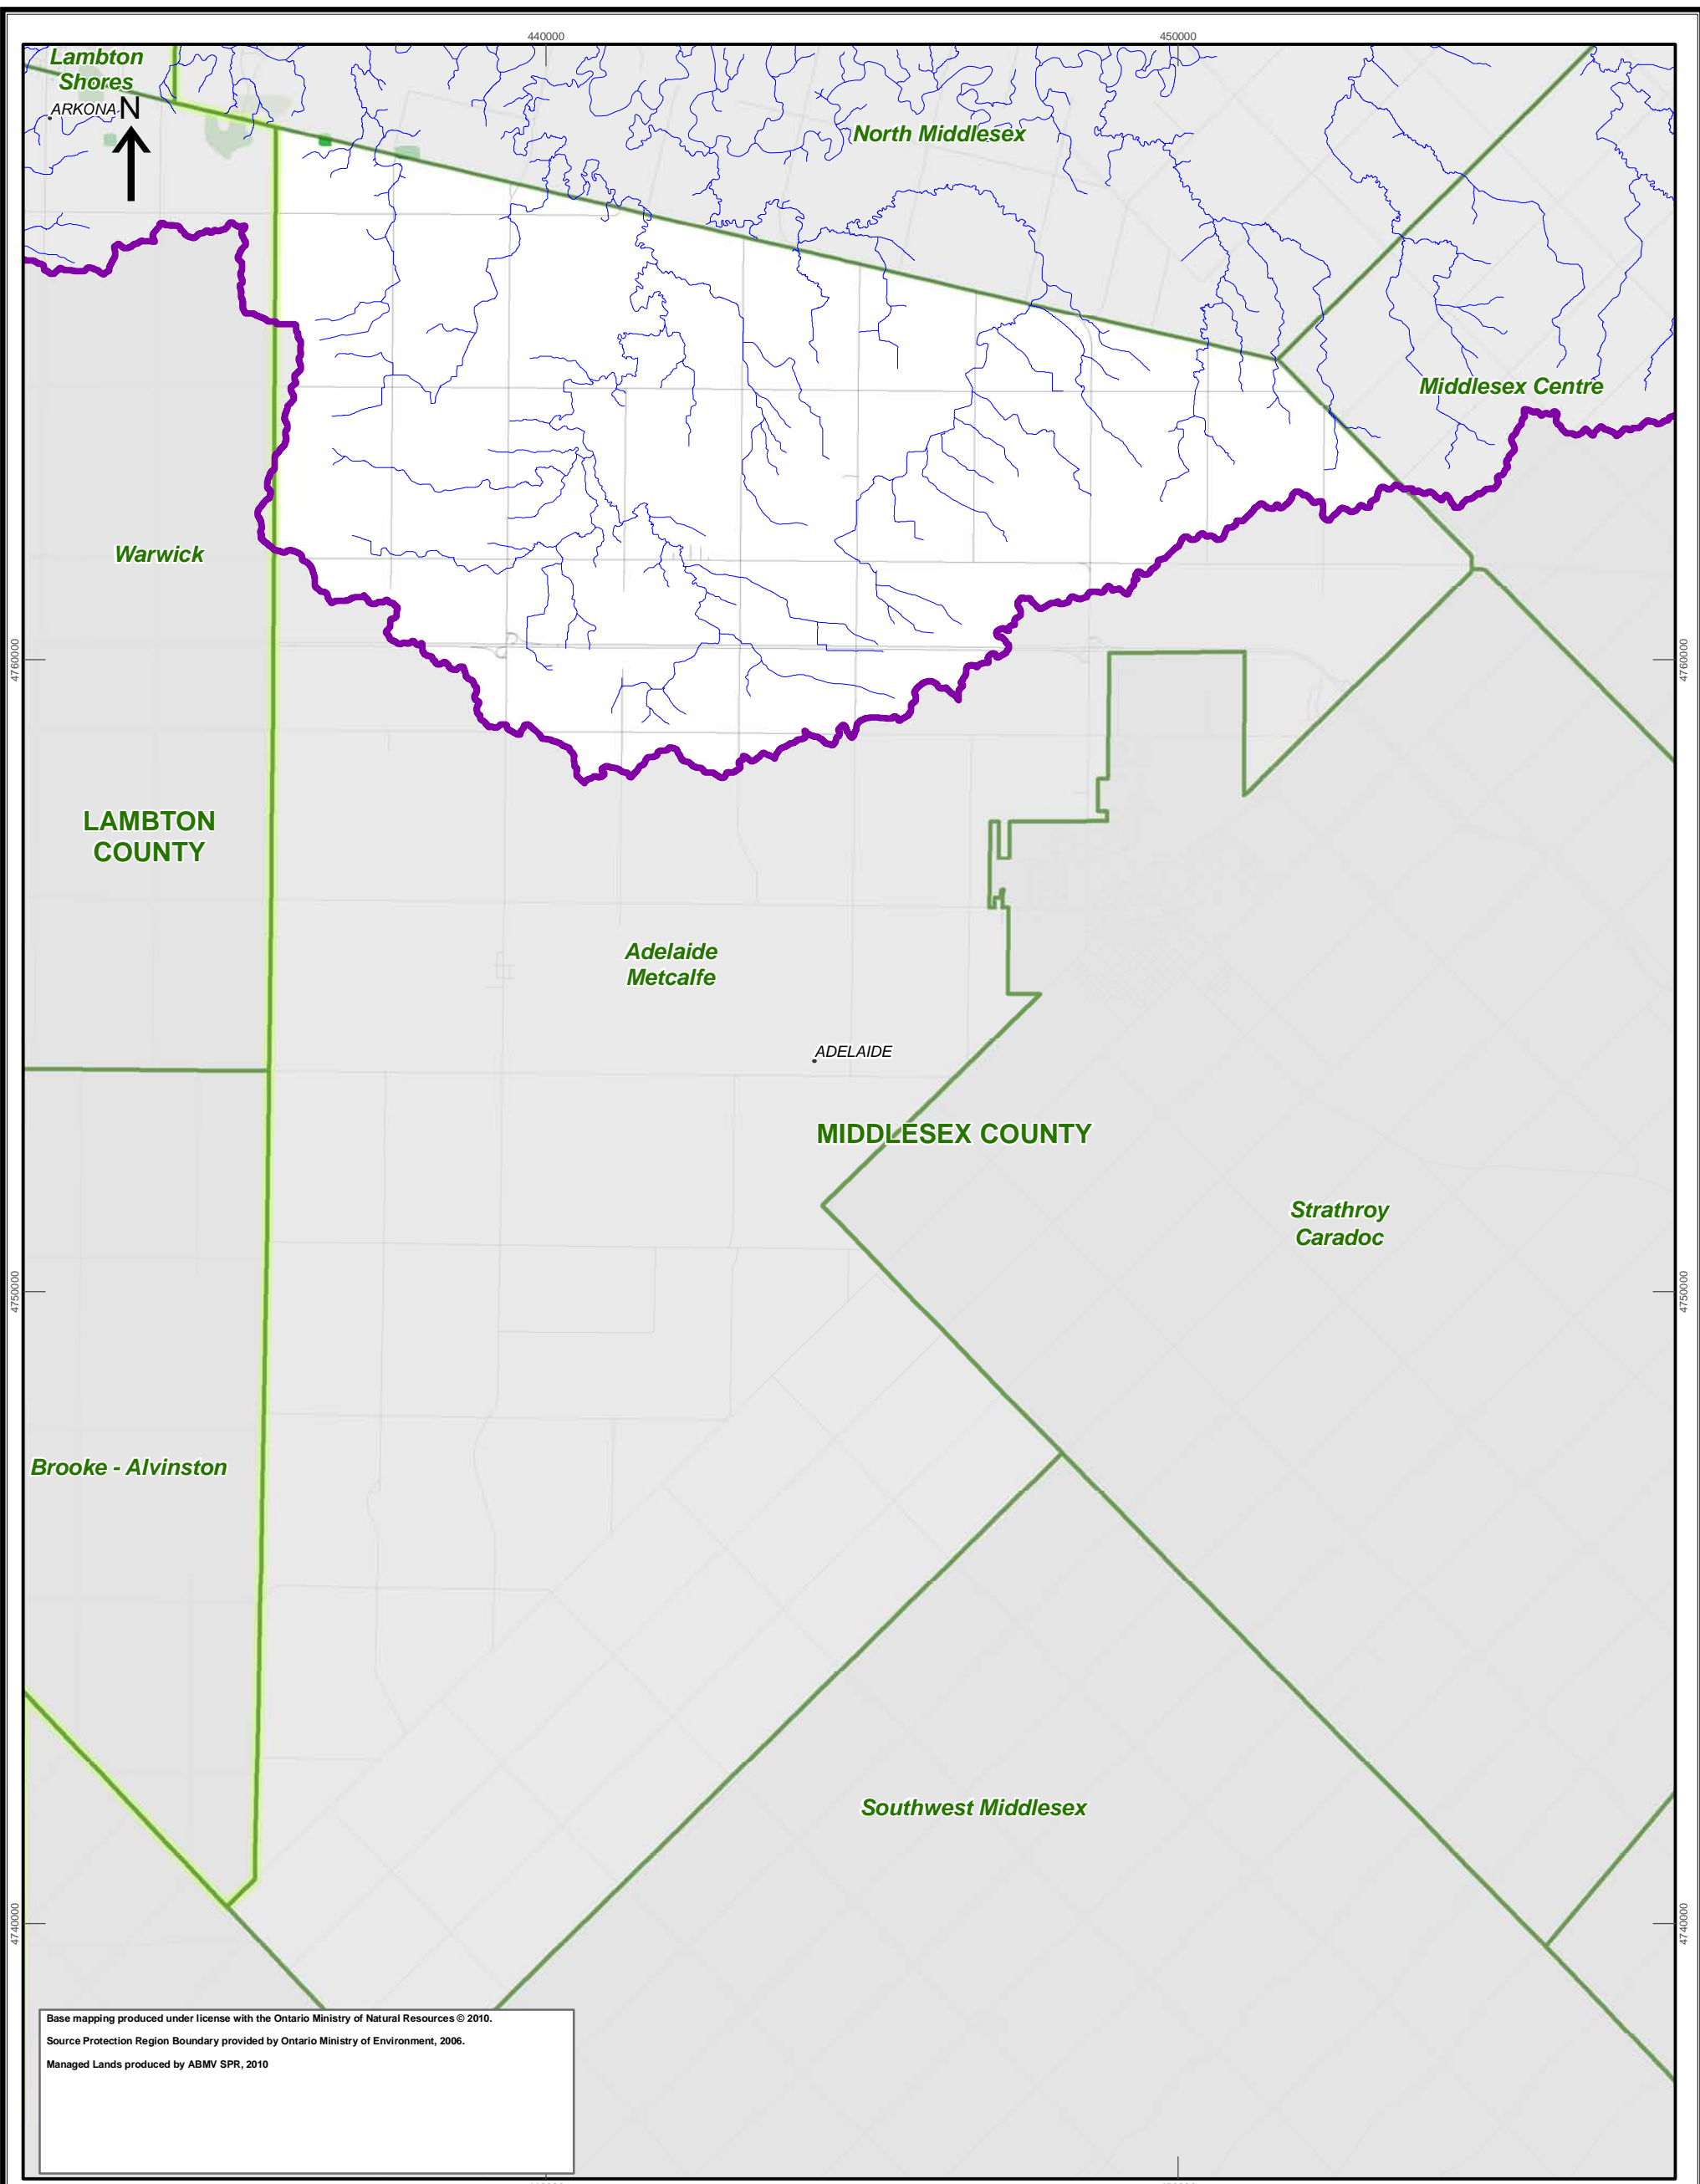 440000
450000
Lambton
Shores
ARKONA
N
North Middlesex
Middlesex Centre
Warwick
4760000
4760000
LAMBTON
COUNTY
Adelaide
Metcalfe
ADELAIDE
MIDDLESEX COUNTY
Strathroy
Caradoc
4750000
4750000
Brooke - Alvinston
Southwest Middlesex
4740000
4740000
Base mapping produced under license with the Ontario Ministry of Natural Resources © 2010.
Source Protection Region Boundary provided by Ontario Ministry of Environment, 2006.
Managed Lands produced by ABMV SPR, 2010